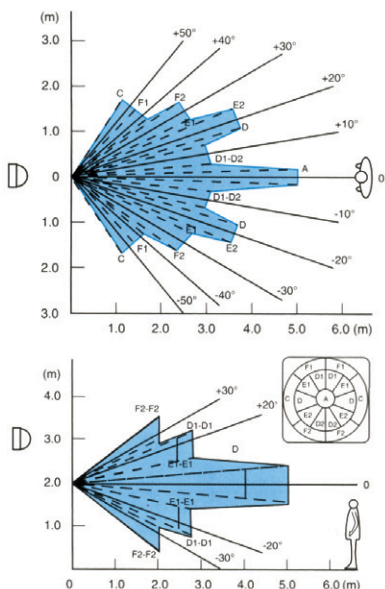 (m)
3.0
+50°
+40°
+30°
2.0
C
F1
F2
+20°
E2
E1
D
1.0
+10°
D1-D2
A
0
0
D1-D2
-10°
1.0
D
E1
E2
F1
F2
C
-20°
2.0
-30°
-40°
-50°
3.0
1.0
2.0
3.0
4.0
5.0
6.0 (m)
(m)
4.0
+30°
F2-F2
+20°
D1-D1
3.0
D
E1-E1
2.0
0
E1-E1
1.0
D1-D1
-20°
F2-F2
-30°
0
1.0
2.0
3.0
4.0
5.0
6.0 (m)
F1
F1
E1
D1
D1
E1
C
D
A
D
C
E2
D2
D2
E2
F2
F2